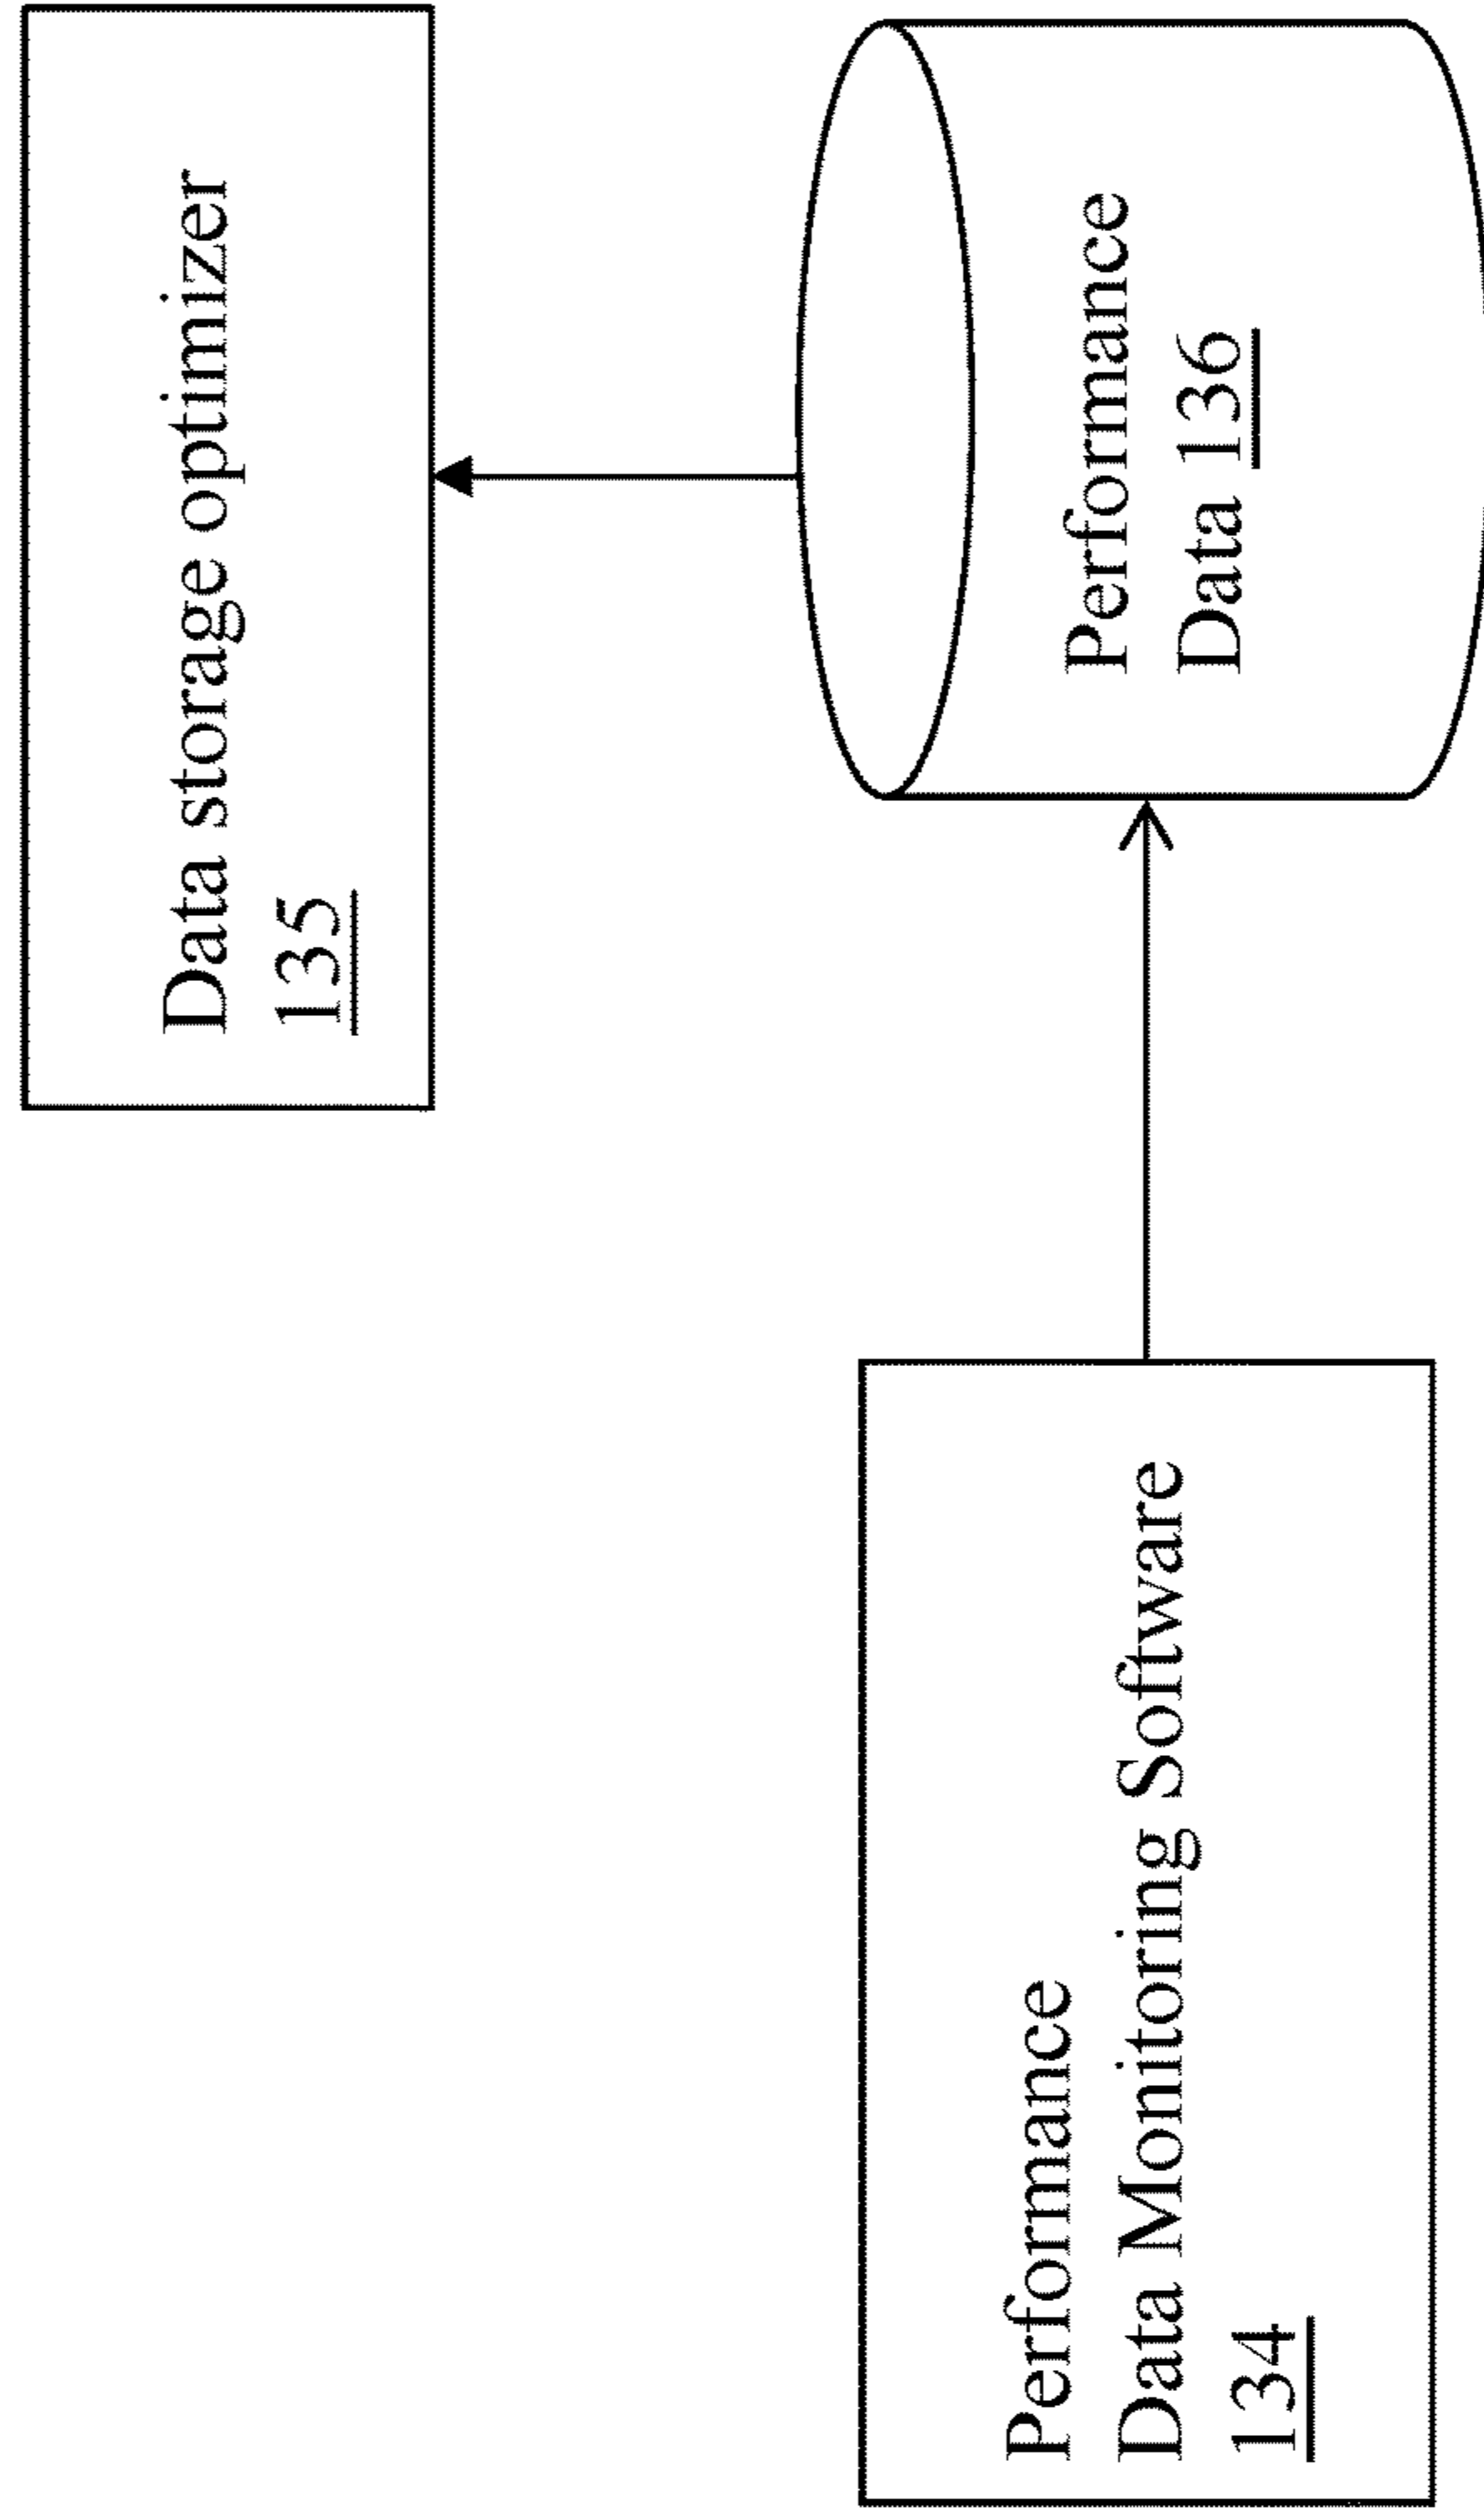 Data storage optimizer
135
Performance
Data Monitoring Software
134
Performance
Data 136